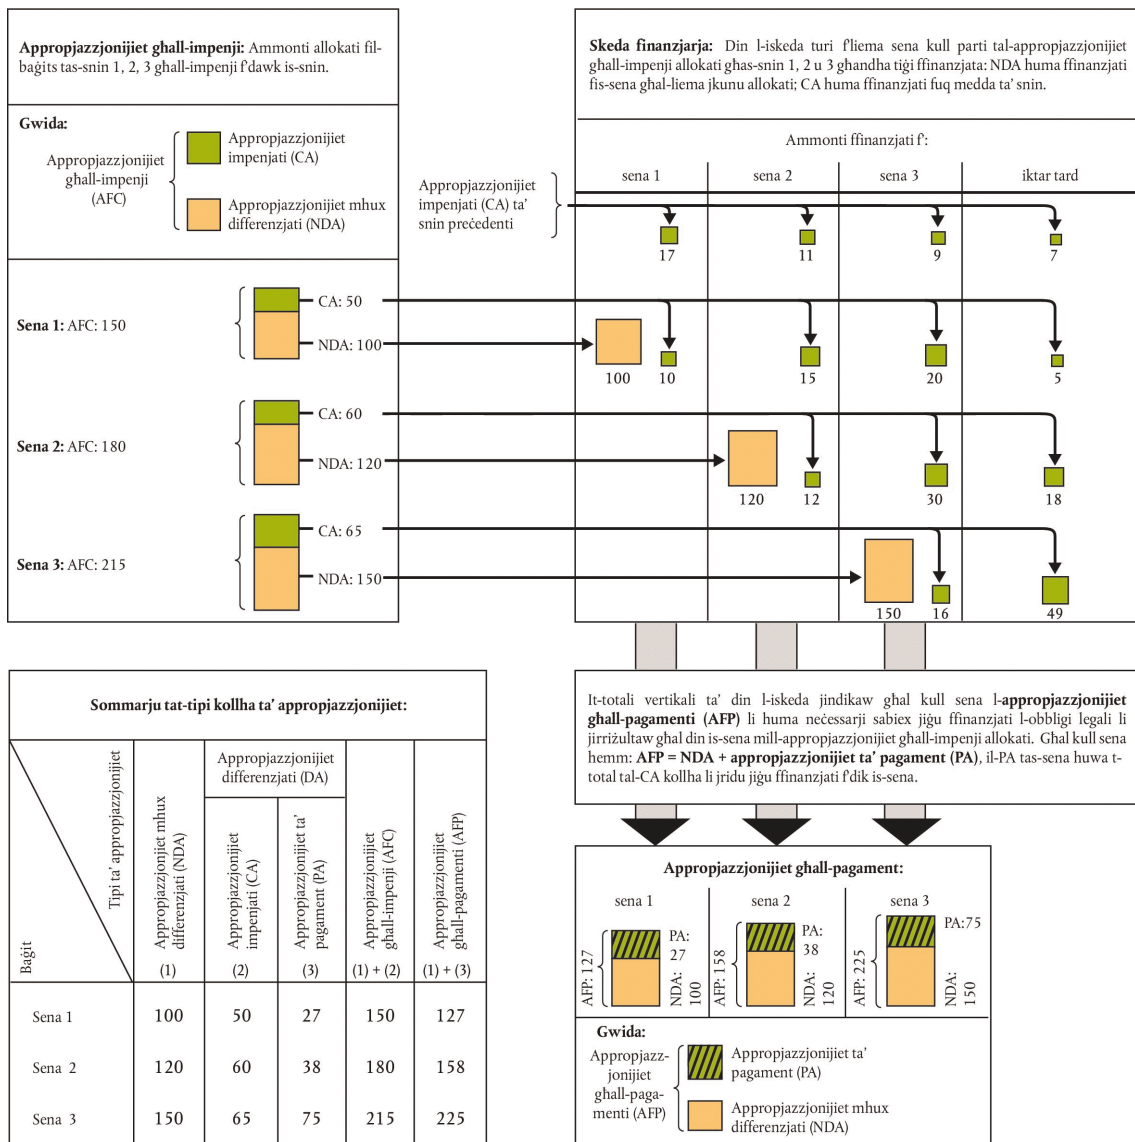 Appropjazzjonijiet għall-impenji: Ammonti allokati fil-
baġits tas-snin 1, 2, 3 għall-impenji f'dawk is-snin.
Gwida:
Appropjazzjonijiet
għall-impenji
(AFC)
Appropjazzjonijiet
impenjati (CA)
Appropjazzjonijiet mhux
differenzjati (NDA)
Skeda finanzjarja: Din l-iskeda turi f'liema sena kull parti tal-appropjazzjonijiet
għall-impenji allokati għas-snin 1, 2 u 3 għandha tiġi ffinanzjata: NDA huma ffinanzjati
fis-sena għal-liema jkunu allokati; CA huma ffinanzjati fuq medda ta' snin.
Ammonti ffinanzjati f':
sena 1 sena 2 sena 3 iktar tard
Appropjazzjonijiet
impenjati (CA) ta'
snin preċedenti
17 11 9 7
Sena 1: AFC: 150
CA: 50
NDA: 100
100 10 15 20 5
Sena 2: AFC: 180
CA: 60
NDA: 120
120 12 30 18
Sena 3: AFC: 215
CA: 65
NDA: 150
150 16 49
Sommarju tat-tipi kollha ta' appropjazzjonijiet:
Baġit
Tipi ta' appropjazzjonijiet
Appropjazzjonjiet mhux
differenzjati (NDA)
(1)
Appropjazzjonijiet
differenzjati (DA)
Appropjazzjonijiet
impenjati (CA)
(2)
Appropjazzjonijiet ta'
pagament (PA)
(3)
Appropjazzjonijiet
għall-impenji (AFC)
(1) + (2)
Appropjazzjonijiet
għall-pagamenti (AFP)
(1) + (3)
Sena 1 100 50 27 150 127
Sena 2 120 60 38 180 158
Sena 3 150 65 75 215 225
It-totali vertikali ta' din l-iskeda jindikaw għal kull sena l-appropjazzjonijiet
għall-pagamenti (AFP) li huma neċessarji sabiex jiġu ffinanzjati l-obbligi legali li
jirriżultaw għal din is-sena mill-appropjazzjonijiet għall-impenji allokati. Għal kull sena
hemm: AFP = NDA + appropjazzjonijiet ta' pagament (PA), il-PA tas-sena huwa t-
total tal-CA kollha li jridu jiġu ffinanzjati f'dik is-sena.
Appropjazzjonijiet għall-pagament:
sena 1 sena 2 sena 3
AFP: 127
PA:
27
NDA:
100
AFP: 158
PA:
38
NDA:
120
AFP: 225
PA:75
NDA:
150
Gwida:
Appropjazz-
jonijiet
għall-paga-
menti (AFP)
Appropjazzjonijiet ta'
pagament (PA)
Appropjazzjonijiet mhux
differenzjati (NDA)